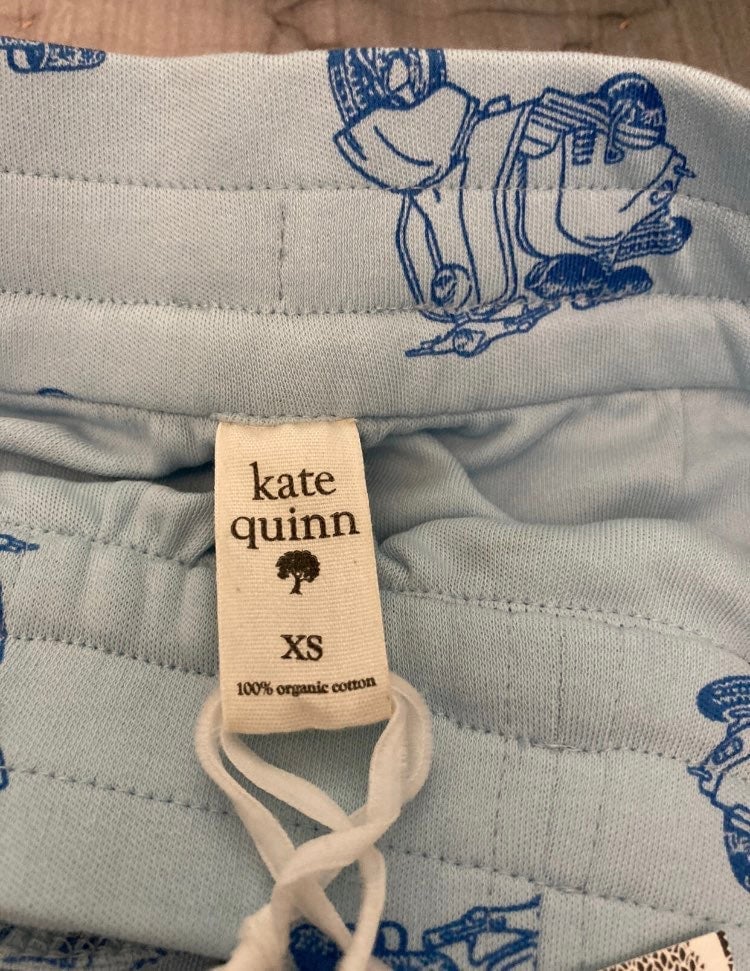 kate
quinn
XS
100% organic cotton